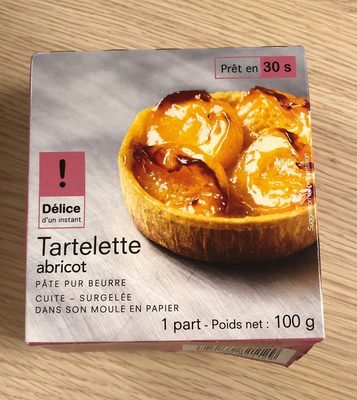 Prêt en 30 s
!
Délice
d'un instant
Tartelette
abricot
PÂTE PUR BEURRE
CUITE – SURGELÉE
DANS SON MOULE EN PAPIER
1 part - Poids net : 100 g